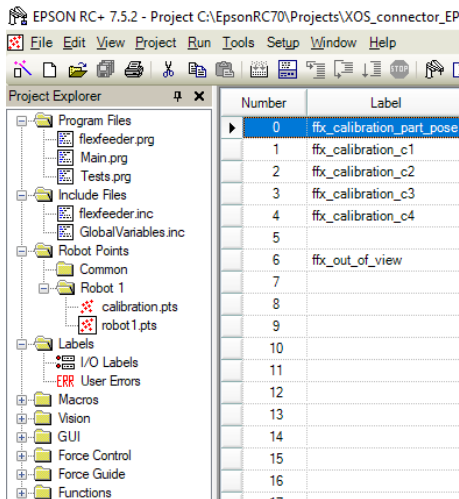 EPSON RC+ 7.5.2 - Project C:\EpsonRC70\Projects\XOS_connector_EP
File Edit View Project Run Tools Setup Window Help
STOP
Project Explorer
Program Files
flexfeeder.prg
Main.prg
Tests.prg
Include Files
flexfeeder.inc
GlobalVariables.inc
Robot Points
Common
Robot 1
calibration.pts
robot1.pts
Labels
I/O Labels
ERR User Errors
Macros
Vision
GUI
Force Control
Force Guide
Functions
Number Label
0 ffx_calibration_part_pose
1 ffx_calibration_c1
2 ffx_calibration_c2
3 ffx_calibration_c3
4 ffx_calibration_c4
5
6 ffx_out_of_view
7
8
9
10
11
12
13
14
15
16